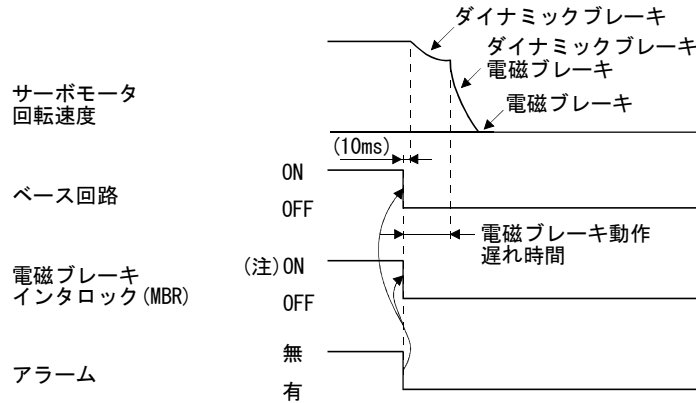 ダイナミックブレーキ
ダイナミックブレーキ
電磁ブレーキ
電磁ブレーキ
サーボモータ
回転速度
(10ms)
ベース回路
ON
OFF
電磁ブレーキ動作
遅れ時間
電磁ブレーキ
インタロック(MBR)
(注)ON
OFF
アラーム
無
有